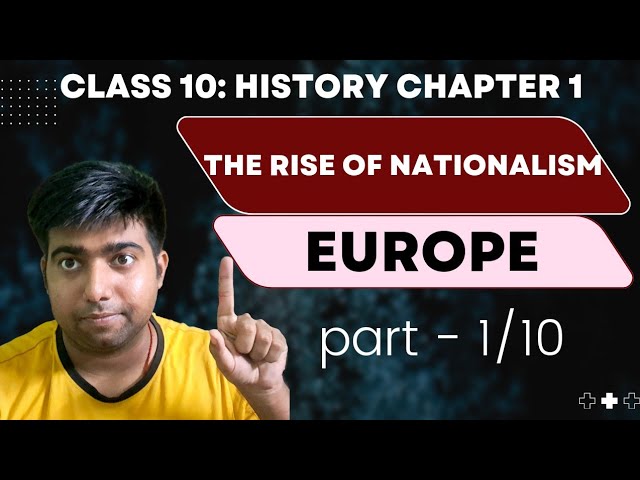 CLASS 10: HISTORY CHAPTER 1
THE RISE OF NATIONALISM
EUROPE
part - 1/10